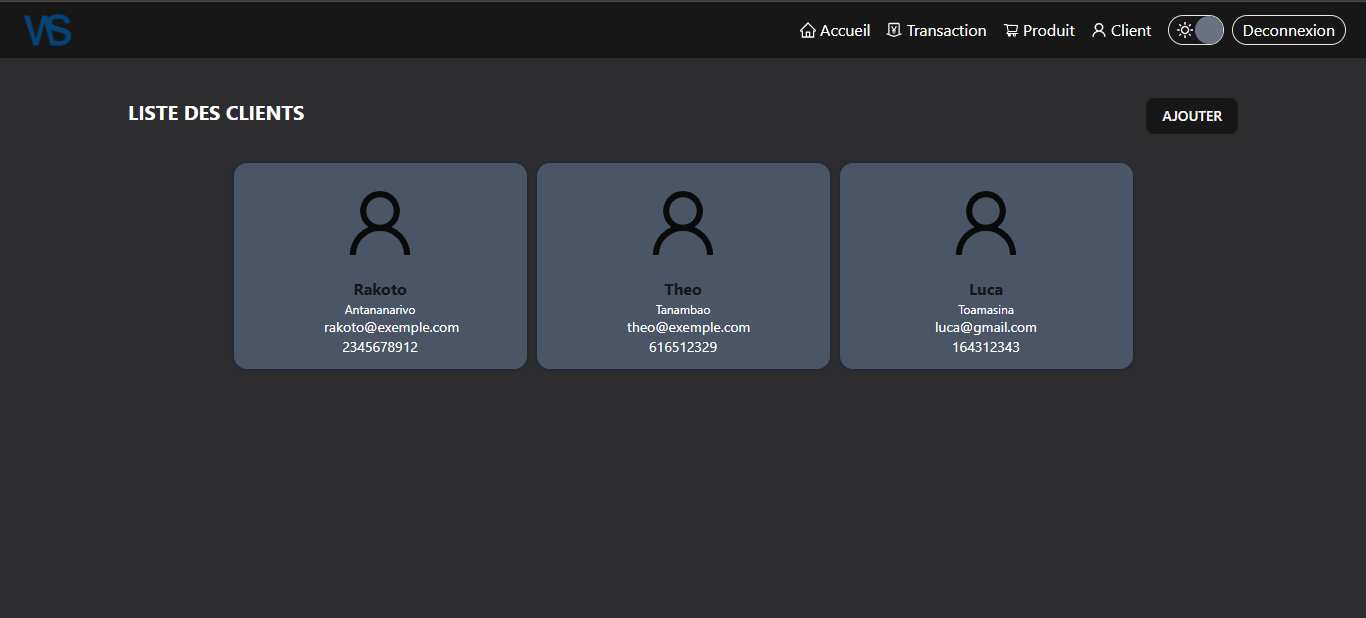 VS
Accueil Transaction Produit Client Deconnexion
LISTE DES CLIENTS
AJOUTER
Rakoto
Antananarivo
rakoto@exemple.com
2345678912
Theo
Tanambao
theo@exemple.com
616512329
Luca
Toamasina
luca@gmail.com
164312343